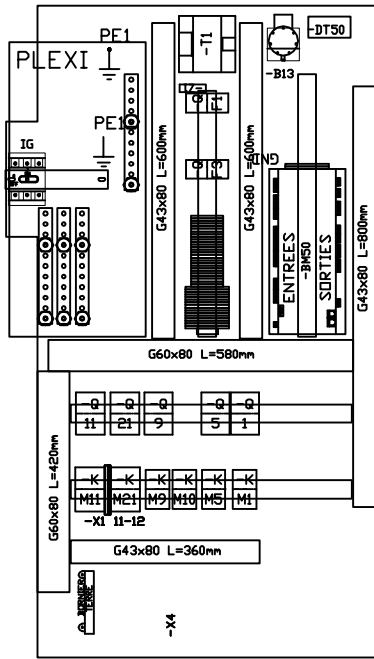 PLEXI
PE1
-T1
-DT50
-B13
IG
PE1
-Q
F1
-Q
F3
G43x80 L=600mm
G43x80 L=600mm
GND
ENTREES
-BM50
SORTIES
G43x80 L=800mm
G60x80 L=580mm
-Q 11
-Q 21
-Q 9
-Q 5
-Q 1
G60x80 L=420mm
-K M11
-K M21
-K M9
-K M10
-K M5
-K M1
-X1 11-12
G43x80 L=360mm
BORNIER
TERRE
-X4